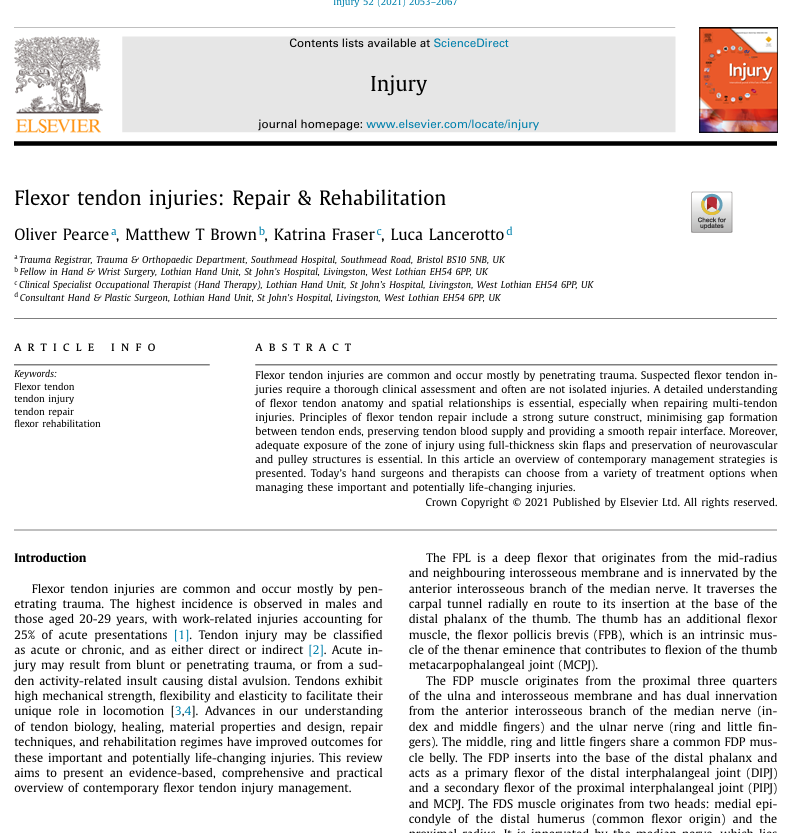 Injury 52 (2021) 2053–2067
Contents lists available at ScienceDirect
Injury
journal homepage: www.elsevier.com/locate/injury
ELSEVIER
Injury
Flexor tendon injuries: Repair & Rehabilitation
Check for
updates
Oliver Pearce a, Matthew T Brown b, Katrina Fraser c, Luca Lancerotto d
a Trauma Registrar, Trauma & Orthopaedic Department, Southmead Hospital, Southmead Road, Bristol BS10 5NB, UK
b Fellow in Hand & Wrist Surgery, Lothian Hand Unit, St John's Hospital, Livingston, West Lothian EH54 6PP, UK
c Clinical Specialist Occupational Therapist (Hand Therapy), Lothian Hand Unit, St John's Hospital, Livingston, West Lothian EH54 6PP, UK
d Consultant Hand & Plastic Surgeon, Lothian Hand Unit, St John's Hospital, Livingston, West Lothian EH54 6PP, UK
ARTICLE INFO
Keywords:
Flexor tendon
tendon injury
tendon repair
flexor rehabilitation
ABSTRACT
Flexor tendon injuries are common and occur mostly by penetrating trauma. Suspected flexor tendon in-
juries require a thorough clinical assessment and often are not isolated injuries. A detailed understanding
of flexor tendon anatomy and spatial relationships is essential, especially when repairing multi-tendon
injuries. Principles of flexor tendon repair include a strong suture construct, minimising gap formation
between tendon ends, preserving tendon blood supply and providing a smooth repair interface. Moreover,
adequate exposure of the zone of injury using full-thickness skin flaps and preservation of neurovascular
and pulley structures is essential. In this article an overview of contemporary management strategies is
presented. Today's hand surgeons and therapists can choose from a variety of treatment options when
managing these important and potentially life-changing injuries.
Crown Copyright © 2021 Published by Elsevier Ltd. All rights reserved.
Introduction
Flexor tendon injuries are common and occur mostly by pen-
etrating trauma. The highest incidence is observed in males and
those aged 20-29 years, with work-related injuries accounting for
25% of acute presentations [1]. Tendon injury may be classified
as acute or chronic, and as either direct or indirect [2]. Acute in-
jury may result from blunt or penetrating trauma, or from a sud-
den activity-related insult causing distal avulsion. Tendons exhibit
high mechanical strength, flexibility and elasticity to facilitate their
unique role in locomotion [3,4]. Advances in our understanding
of tendon biology, healing, material properties and design, repair
techniques, and rehabilitation regimes have improved outcomes for
these important and potentially life-changing injuries. This review
aims to present an evidence-based, comprehensive and practical
overview of contemporary flexor tendon injury management.
The FPL is a deep flexor that originates from the mid-radius
and neighbouring interosseous membrane and is innervated by the
anterior interosseous branch of the median nerve. It traverses the
carpal tunnel radially en route to its insertion at the base of the
distal phalanx of the thumb. The thumb has an additional flexor
muscle, the flexor pollicis brevis (FPB), which is an intrinsic mus-
cle of the thenar eminence that contributes to flexion of the thumb
metacarpophalangeal joint (MCPJ).
The FDP muscle originates from the proximal three quarters
of the ulna and interosseous membrane and has dual innervation
from the anterior interosseous branch of the median nerve (in-
dex and middle fingers) and the ulnar nerve (ring and little fin-
gers). The middle, ring and little fingers share a common FDP mus-
cle belly. The FDP inserts into the base of the distal phalanx and
acts as a primary flexor of the distal interphalangeal joint (DIPJ)
and a secondary flexor of the proximal interphalangeal joint (PIPJ)
and MCPJ. The FDS muscle originates from two heads: medial epi-
condyle of the distal humerus (common flexor origin) and the
proximal radius. It is innervated by the median nerve, which lies